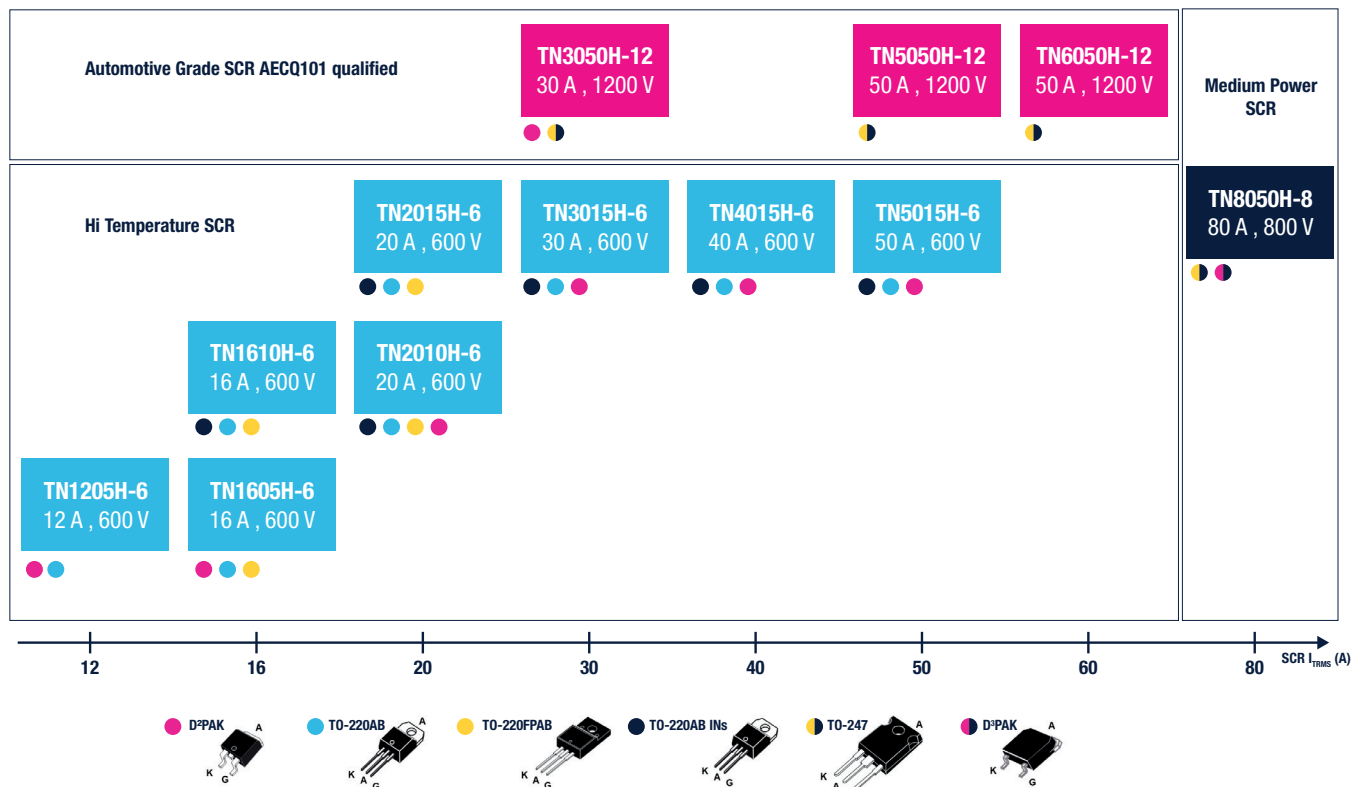 Automotive Grade SCR AECQ101 qualified
TN3050H-12
30 A , 1200 V
TN5050H-12
50 A , 1200 V
TN6050H-12
50 A , 1200 V
Medium Power
SCR
Hi Temperature SCR
TN2015H-6
20 A , 600 V
TN3015H-6
30 A , 600 V
TN4015H-6
40 A , 600 V
TN5015H-6
50 A , 600 V
TN8050H-8
80 A , 800 V
TN1610H-6
16 A , 600 V
TN2010H-6
20 A , 600 V
TN1205H-6
12 A , 600 V
TN1605H-6
16 A , 600 V
12 16 20 30 40 50 60 80 SCR I_TRMS (A)
D²PAK
A
K
G
TO-220AB
A
K
A
G
TO-220FPAB
K
A
G
TO-220AB INs
A
K
A
G
TO-247
A
K
A
D³PAK
A
K
G